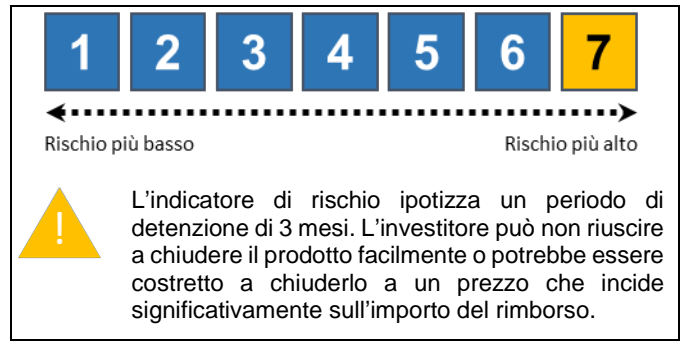 1 2 3 4 5 6 7
Rischio più basso Rischio più alto
!
L'indicatore di rischio ipotizza un periodo di
detenzione di 3 mesi. L'investitore può non riuscire
a chiudere il prodotto facilmente o potrebbe essere
costretto a chiuderlo a un prezzo che incide
significativamente sull'importo del rimborso.